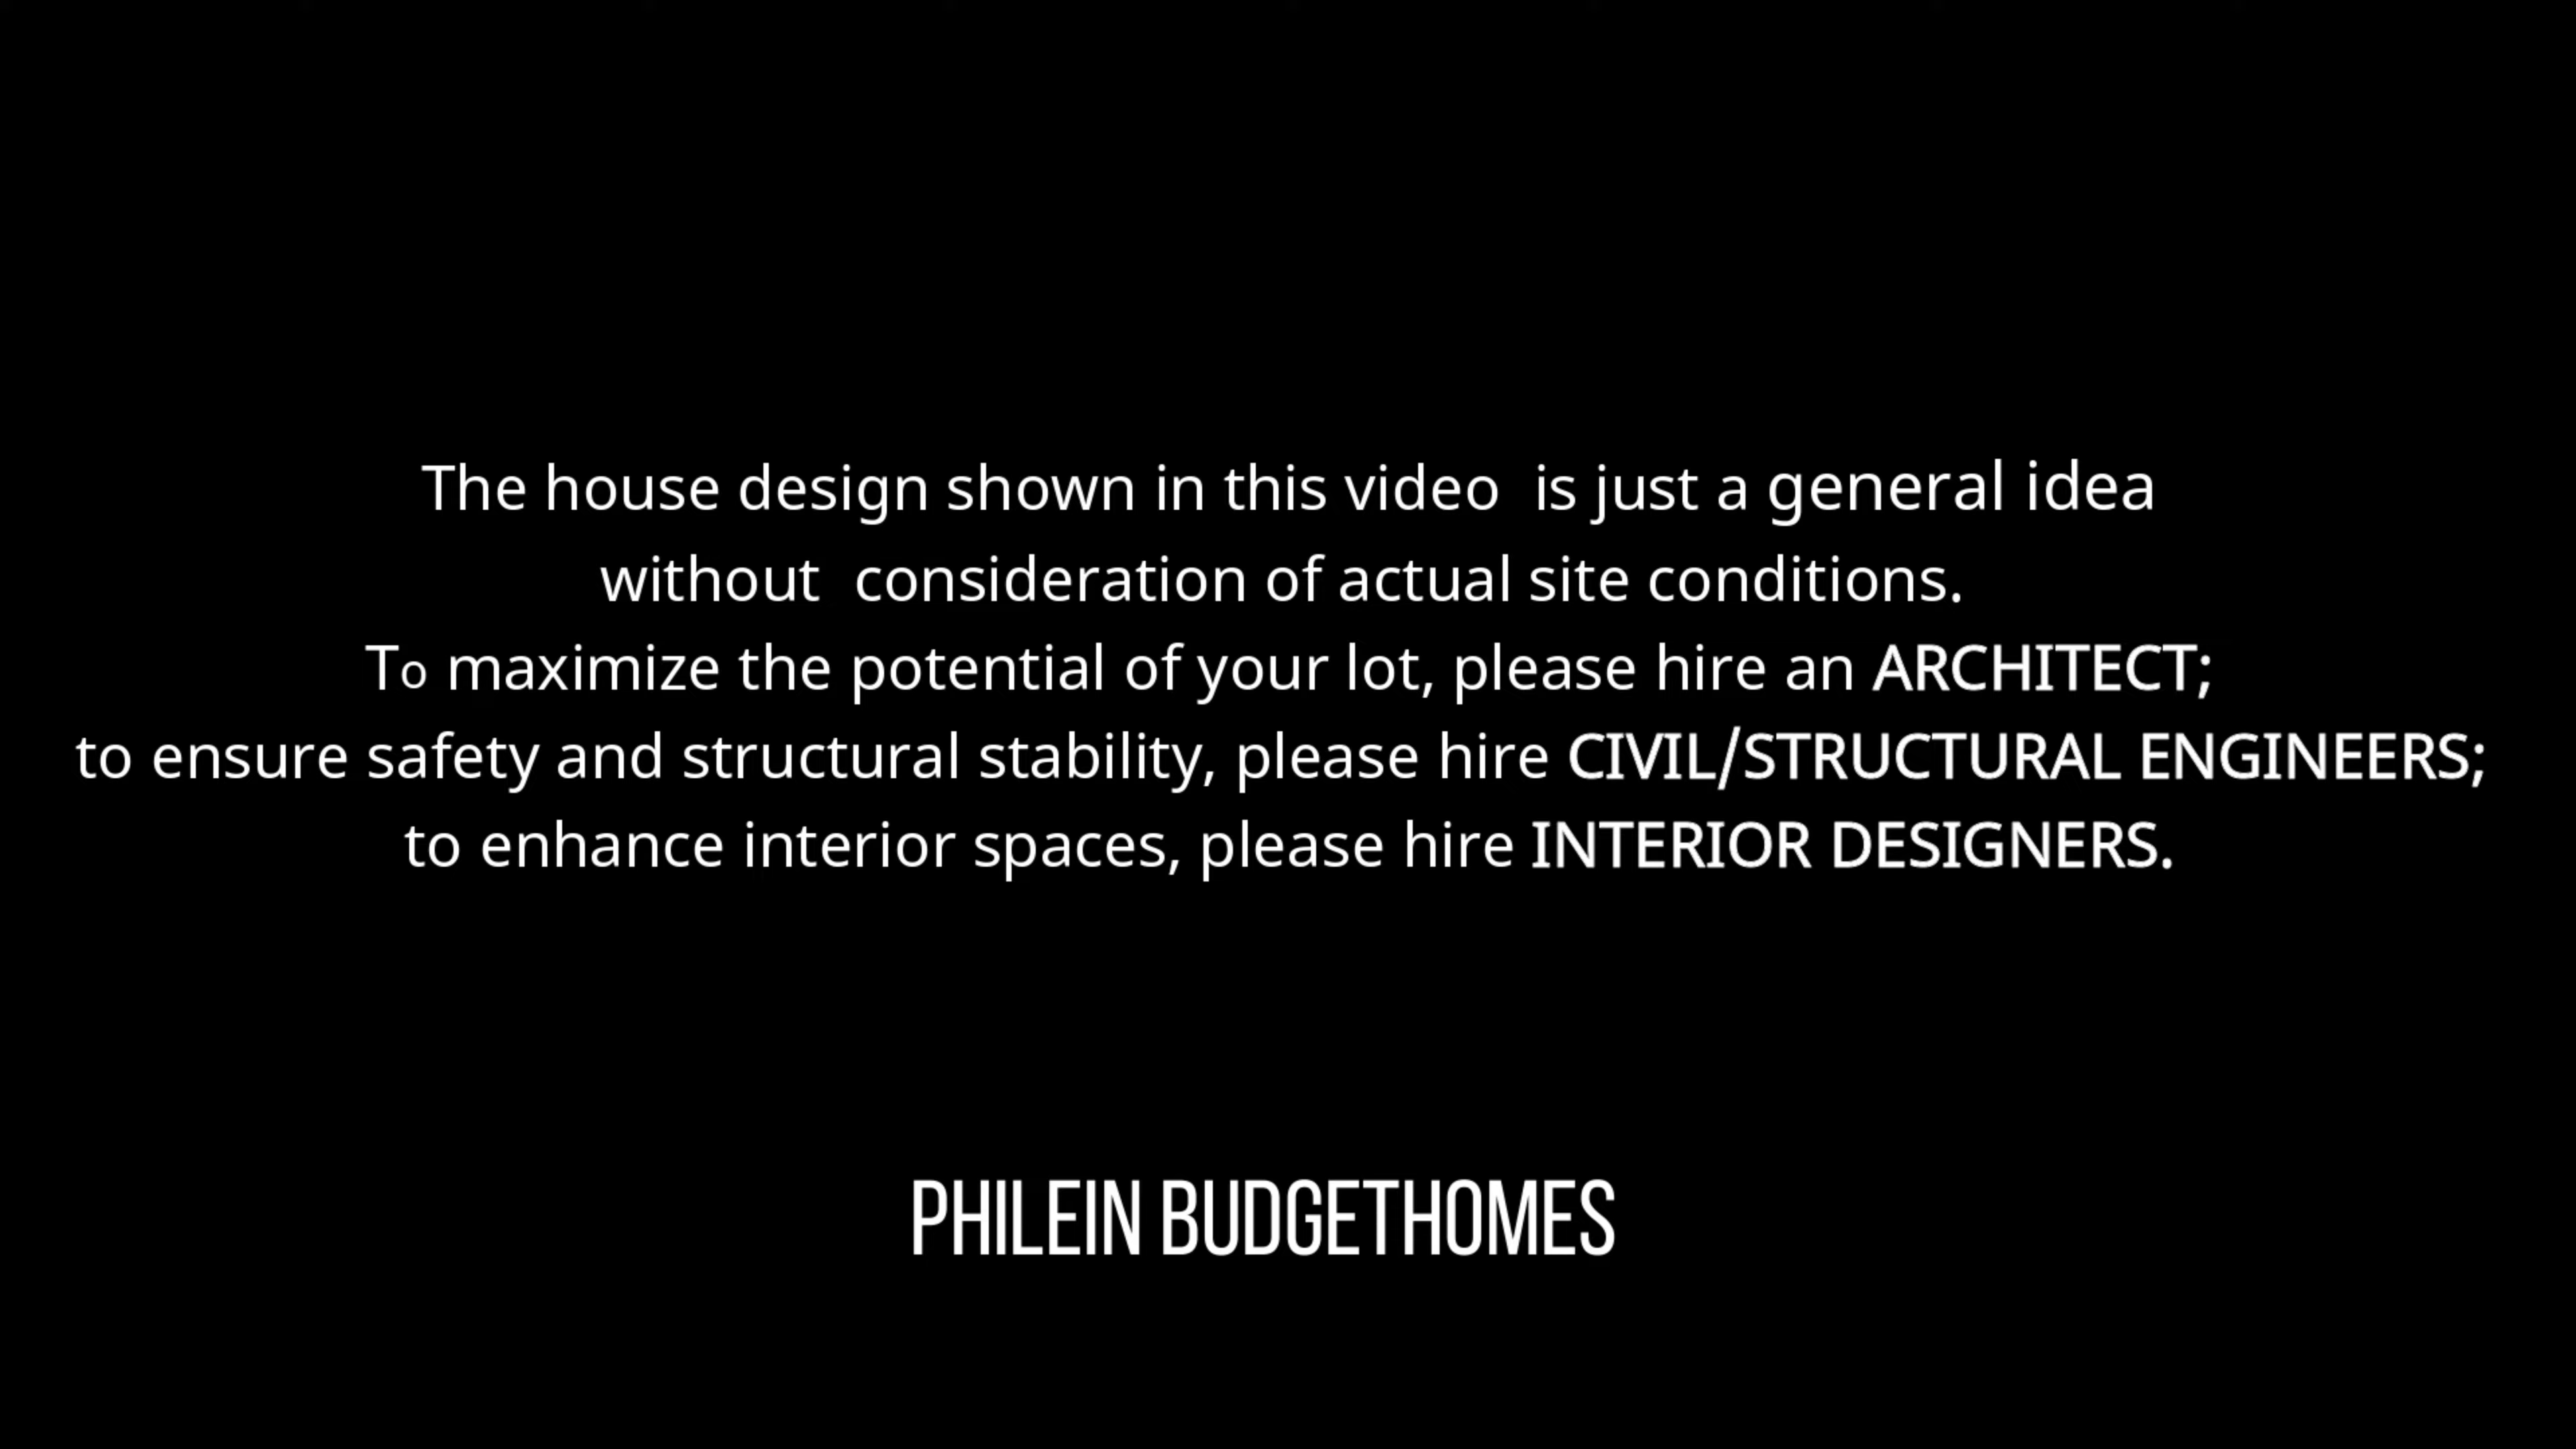 The house design shown in this video  is just a general idea
without  consideration of actual site conditions.
To maximize the potential of your lot, please hire an ARCHITECT;
to ensure safety and structural stability, please hire CIVIL/STRUCTURAL ENGINEERS;
to enhance interior spaces, please hire INTERIOR DESIGNERS.
PHILEIN BUDGETHOMES